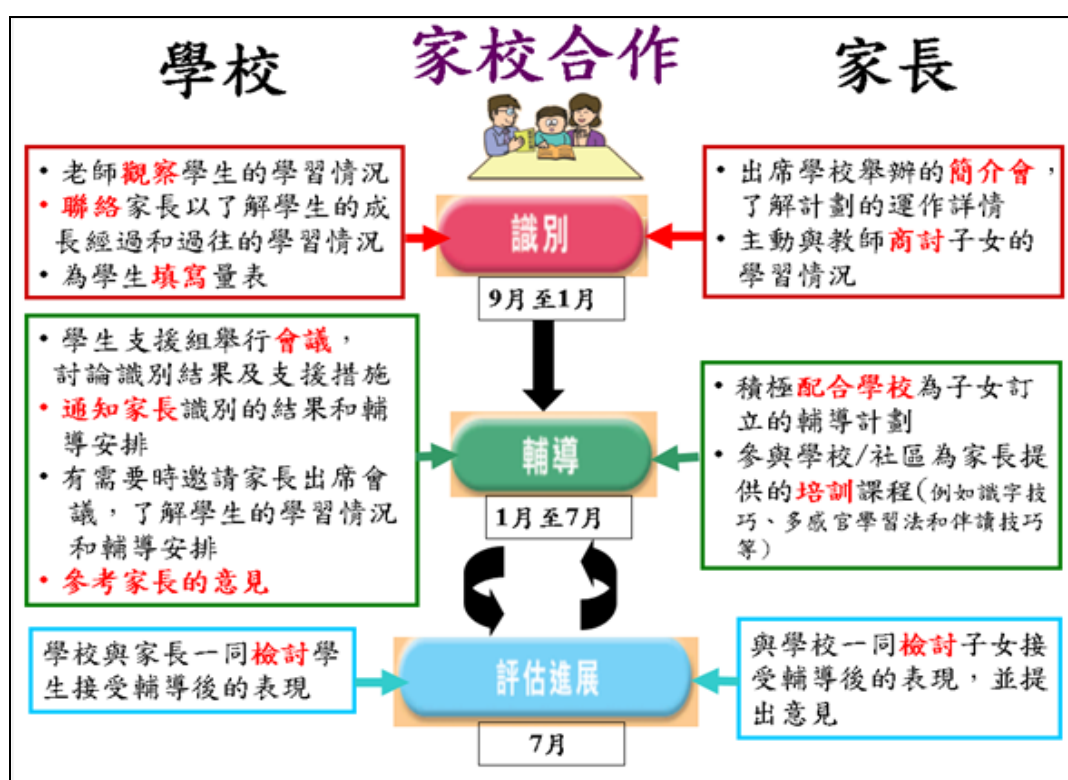 學校
家校合作
家長
• 老師觀察學生的學習情況
• 聯絡家長以了解學生的成
長經過和過往的學習情況
• 為學生填寫量表
識別
9月至1月
• 出席學校舉辦的簡介會，
了解計劃的運作詳情
• 主動與教師商討子女的
學習情況
• 學生支援組舉行會議，
討論識別結果及支援措施
• 通知家長識別的結果和輔
導安排
• 有需要時邀請家長出席會
議，了解學生的學習情況
和輔導安排
• 參考家長的意見
輔導
1月至7月
• 積極配合學校為子女訂
立的輔導計劃
• 參與學校/社區為家長提
供的培訓課程(例如識字技
巧、多感官學習法和伴讀技巧
等)
學校與家長一同檢討學
生接受輔導後的表現
評估進展
7月
與學校一同檢討子女接
受輔導後的表現，並提
出意見